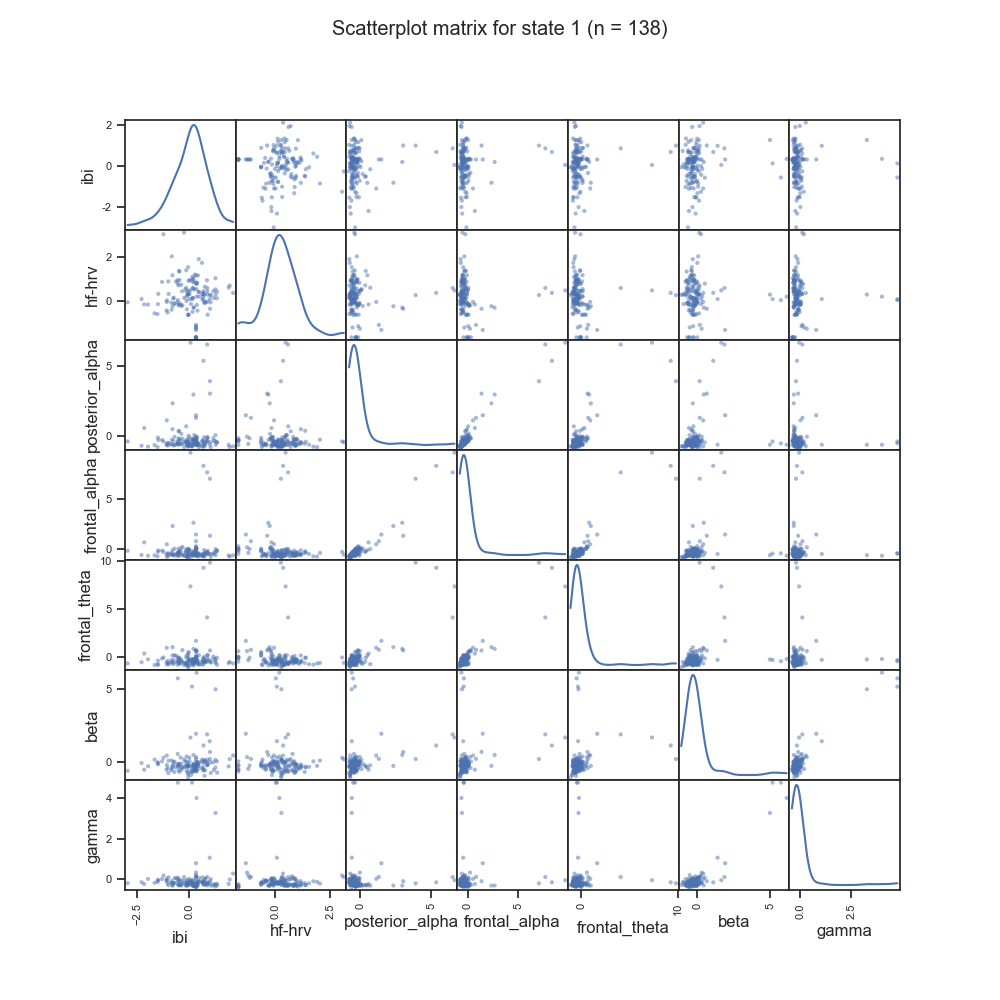 Scatterplot matrix for state 1 (n = 138)
2
0
-2
ibi
2
0
hf-hrv
5
0
posterior_alpha
5
0
frontal_alpha
10
5
0
frontal_theta
5
0
beta
4
2
0
gamma
−2.5 0.0 0.0 2.5 0 5 0 5 0 10 0 5 0.0 2.5
ibi hf-hrv posterior_alpha frontal_alpha frontal_theta beta gamma